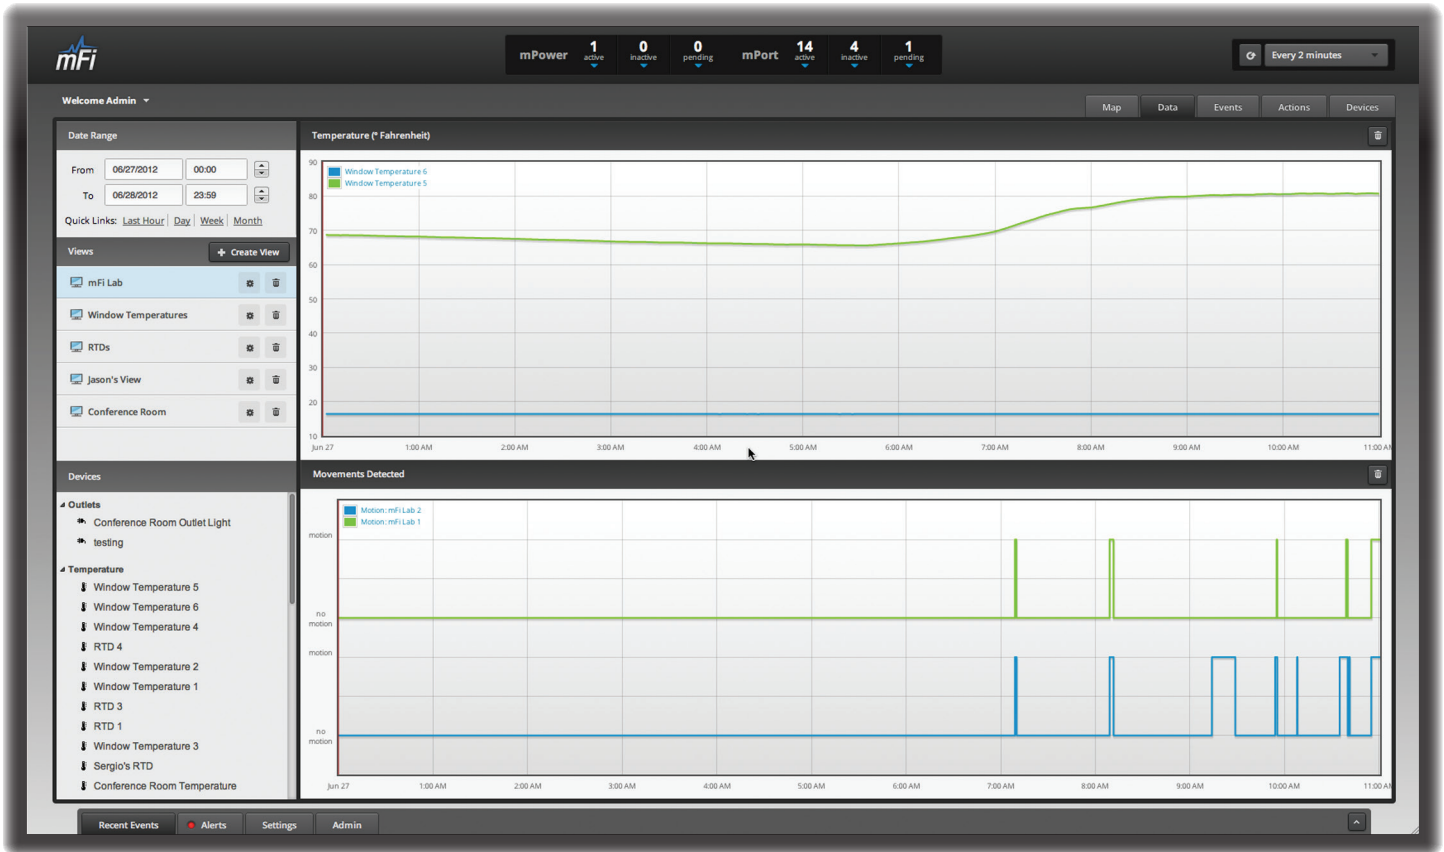 mFi
mPower 1 active 0 inactive 0 pending mPort 14 active 4 inactive 1 pending
Every 2 minutes
Welcome Admin
Map Data Events Actions Devices
Date Range
From 06/27/2012 00:00
To 06/28/2012 23:59
Quick Links: Last Hour Day Week Month
Views
Create View
mFi Lab
Window Temperatures
RTDs
Jason's View
Conference Room
Devices
Outlets
Conference Room Outlet Light
testing
Temperature
Window Temperature 5
Window Temperature 6
Window Temperature 4
RTD 4
Window Temperature 2
Window Temperature 1
RTD 3
RTD 1
Window Temperature 3
Sergio's RTD
Conference Room Temperature
Temperature (° Fahrenheit)
Window Temperature 6
Window Temperature 5
90
80
70
60
50
40
30
20
10
Jun 27 1:00 AM 2:00 AM 3:00 AM 4:00 AM 5:00 AM 6:00 AM 7:00 AM 8:00 AM 9:00 AM 10:00 AM 11:00 A
Movements Detected
Motion: mFi Lab 2
Motion: mFi Lab 1
motion
no
motion
motion
no
motion
Jun 27 1:00 AM 2:00 AM 3:00 AM 4:00 AM 5:00 AM 6:00 AM 7:00 AM 8:00 AM 9:00 AM 10:00 AM 11:00 A
Recent Events Alerts Settings Admin